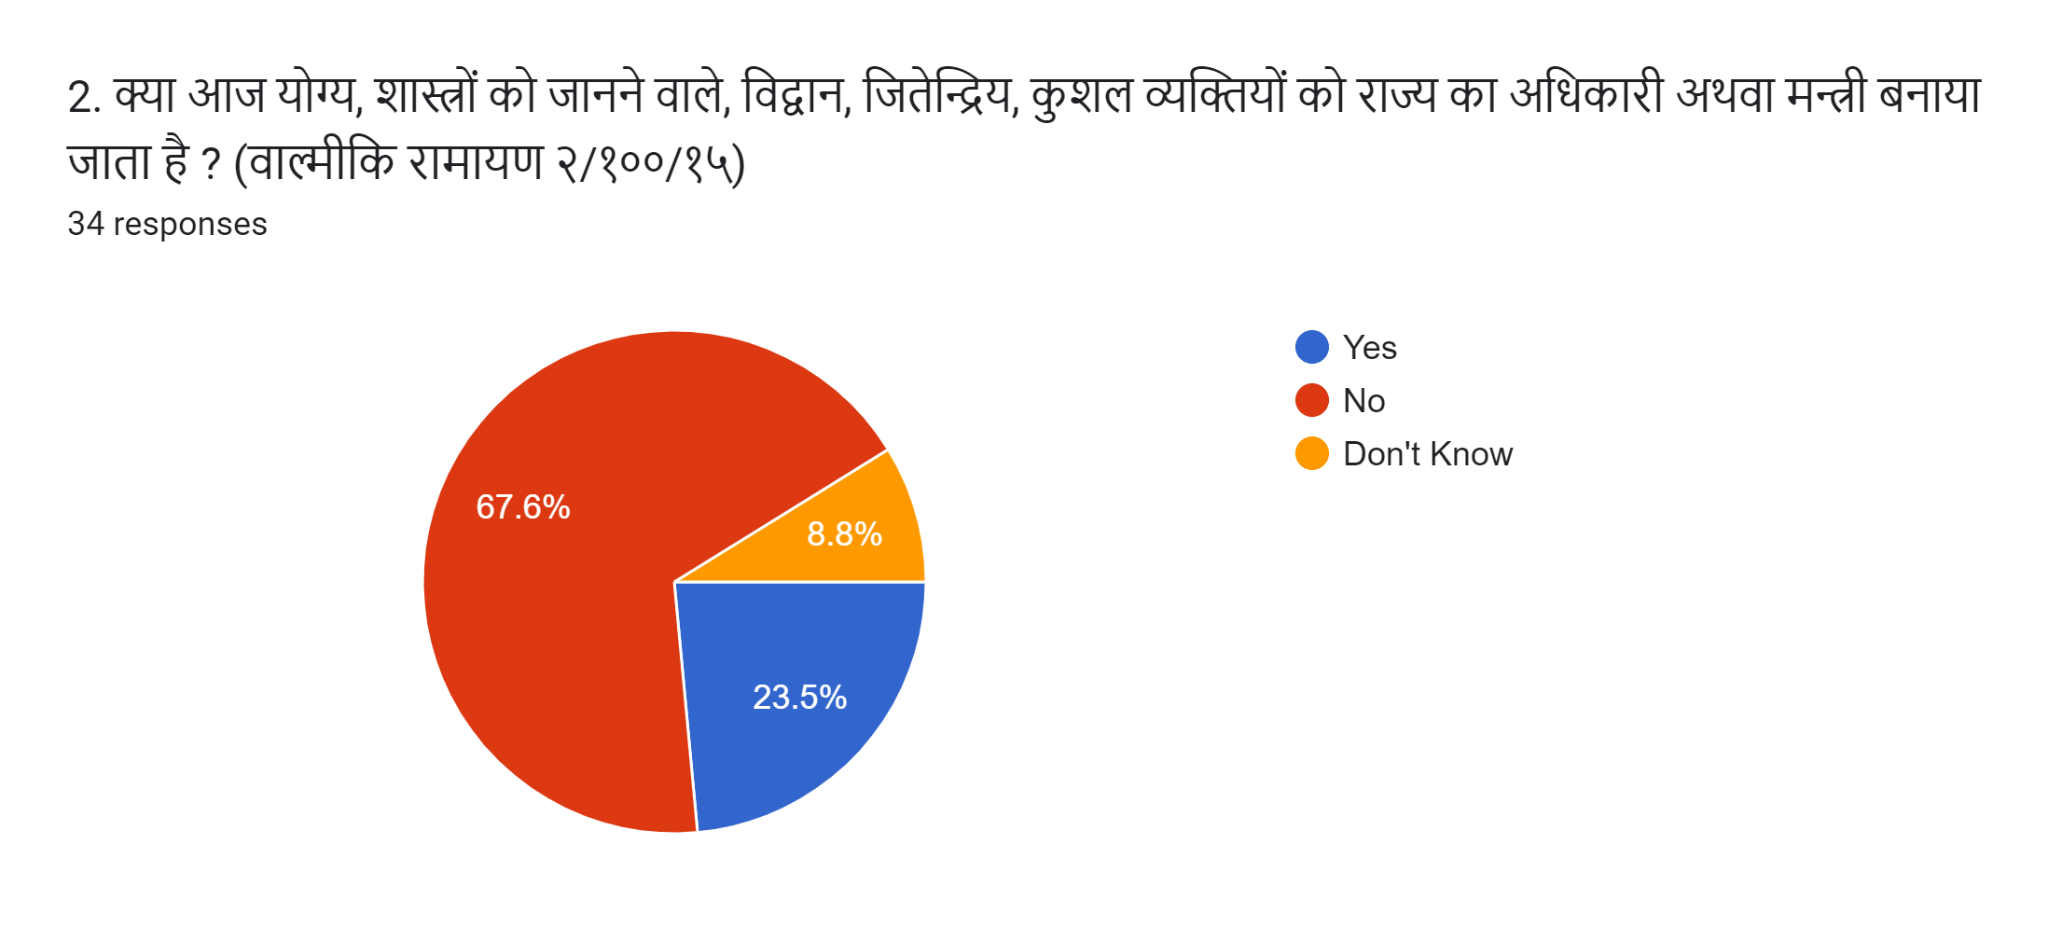 2. क्या आज योग्य, शास्त्रों को जानने वाले, विद्वान, जितेन्द्रिय, कुशल व्यक्तियों को राज्य का अधिकारी अथवा मन्त्री बनाया
जाता है ? (वाल्मीकि रामायण २/१००/१५)
34 responses
Yes
No
Don't Know
67.6%
8.8%
23.5%